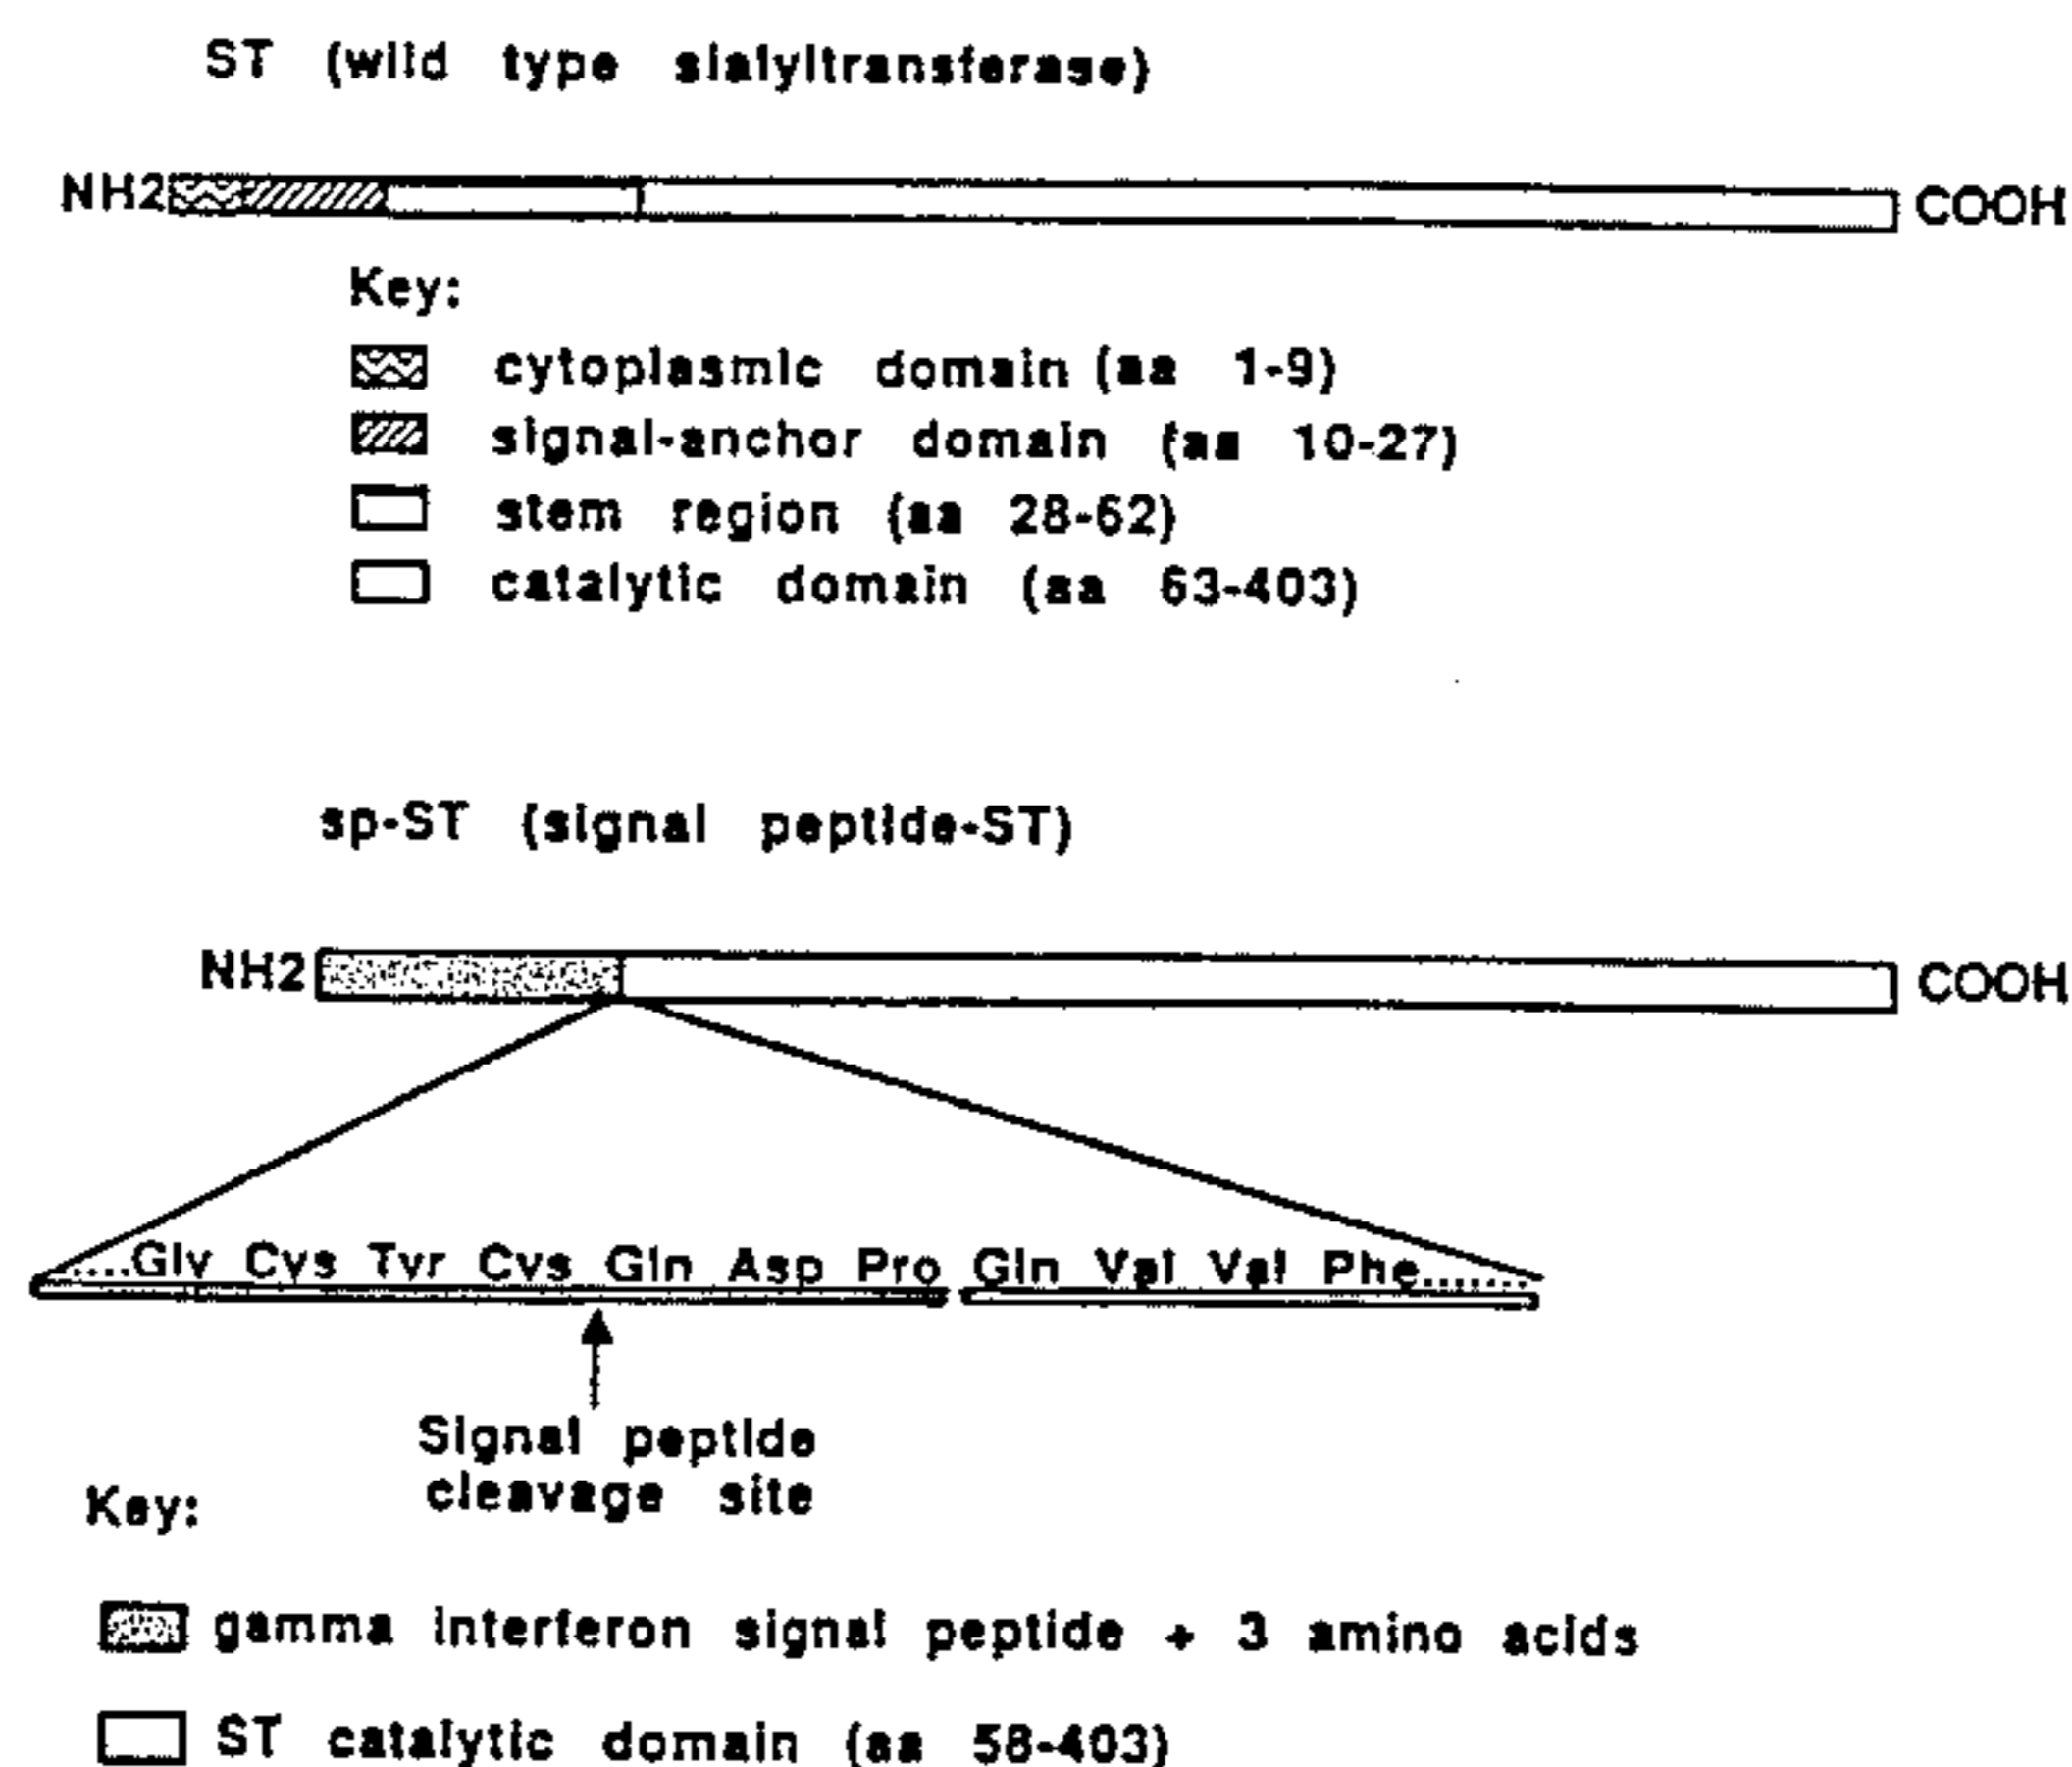 ST (wild type sialyltransferase)
NH2 COOH
Key:
cytoplasmic domain (aa 1-9)
signal-anchor domain (aa 10-27)
stem region (aa 28-62)
catalytic domain (aa 63-403)
sp-ST (signal peptide-ST)
NH2 COOH
.....Gly Cys Tyr Cys Gln Asp Pro Gln Val Val Phe.......
Signal peptide
cleavage site
Key:
gamma interferon signal peptide + 3 amino acids
ST catalytic domain (aa 58-403)